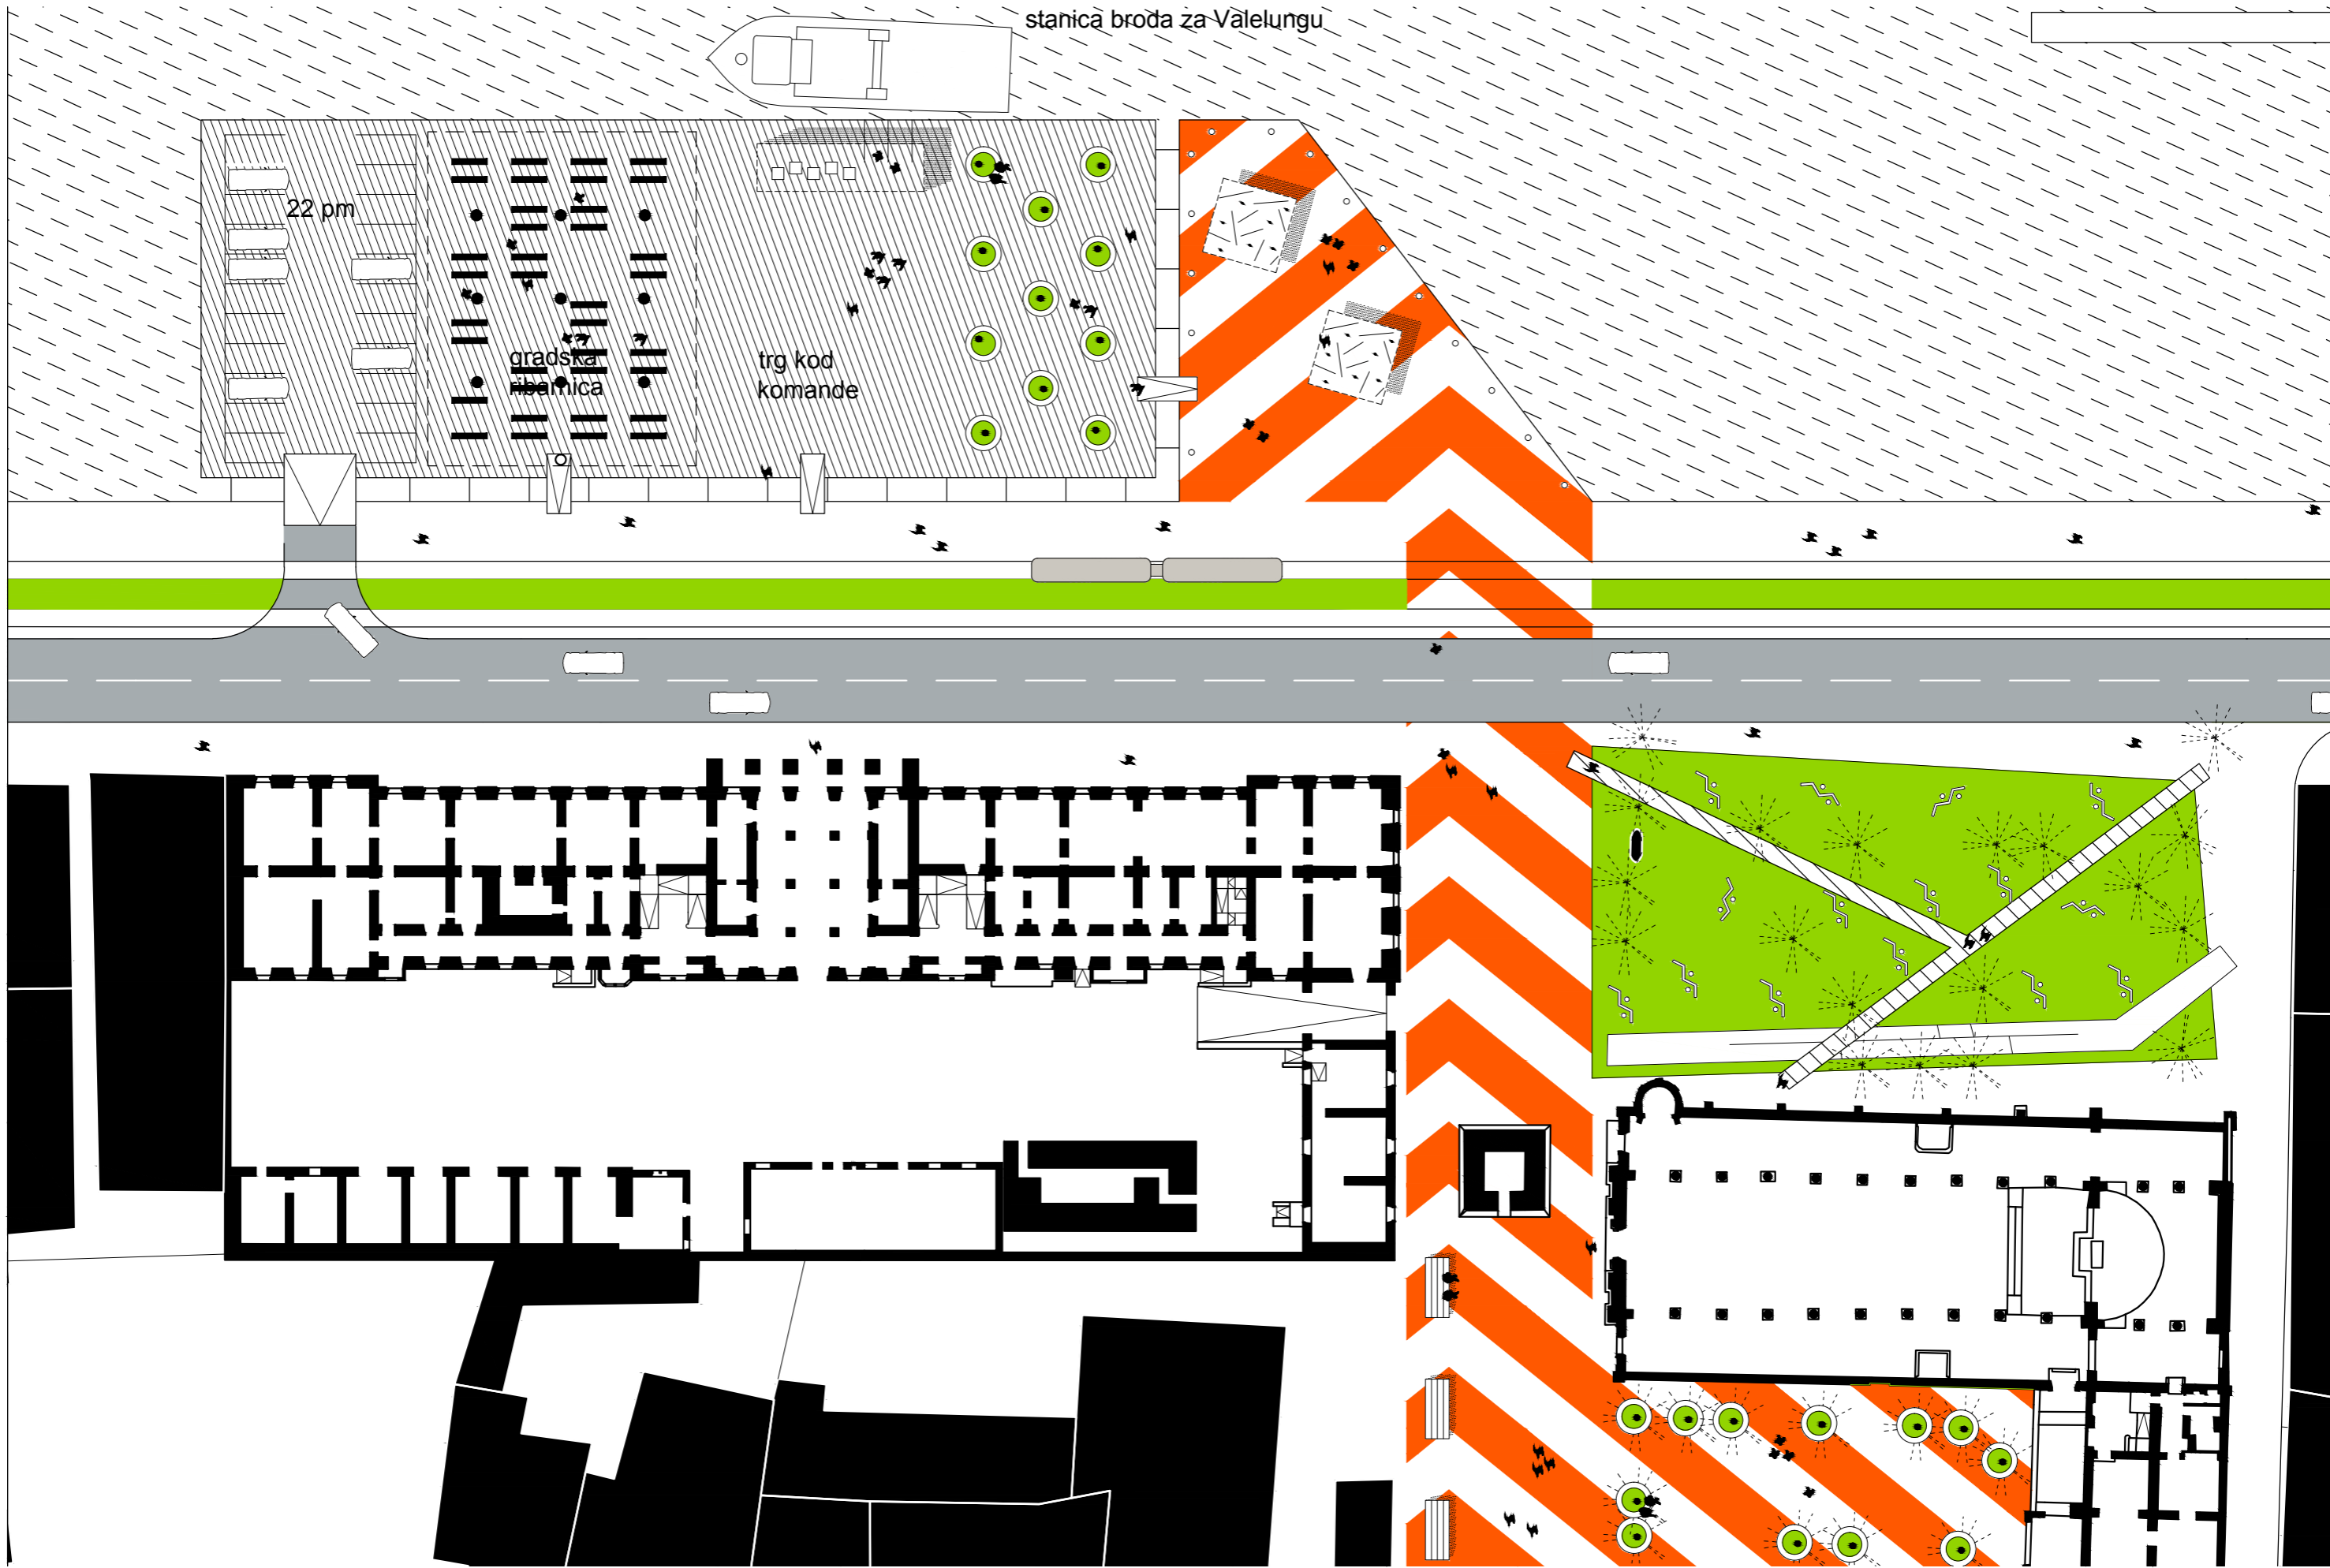 stanica broda za Valelungu
22 pm
gradska
ribarnica
trg kod
komande